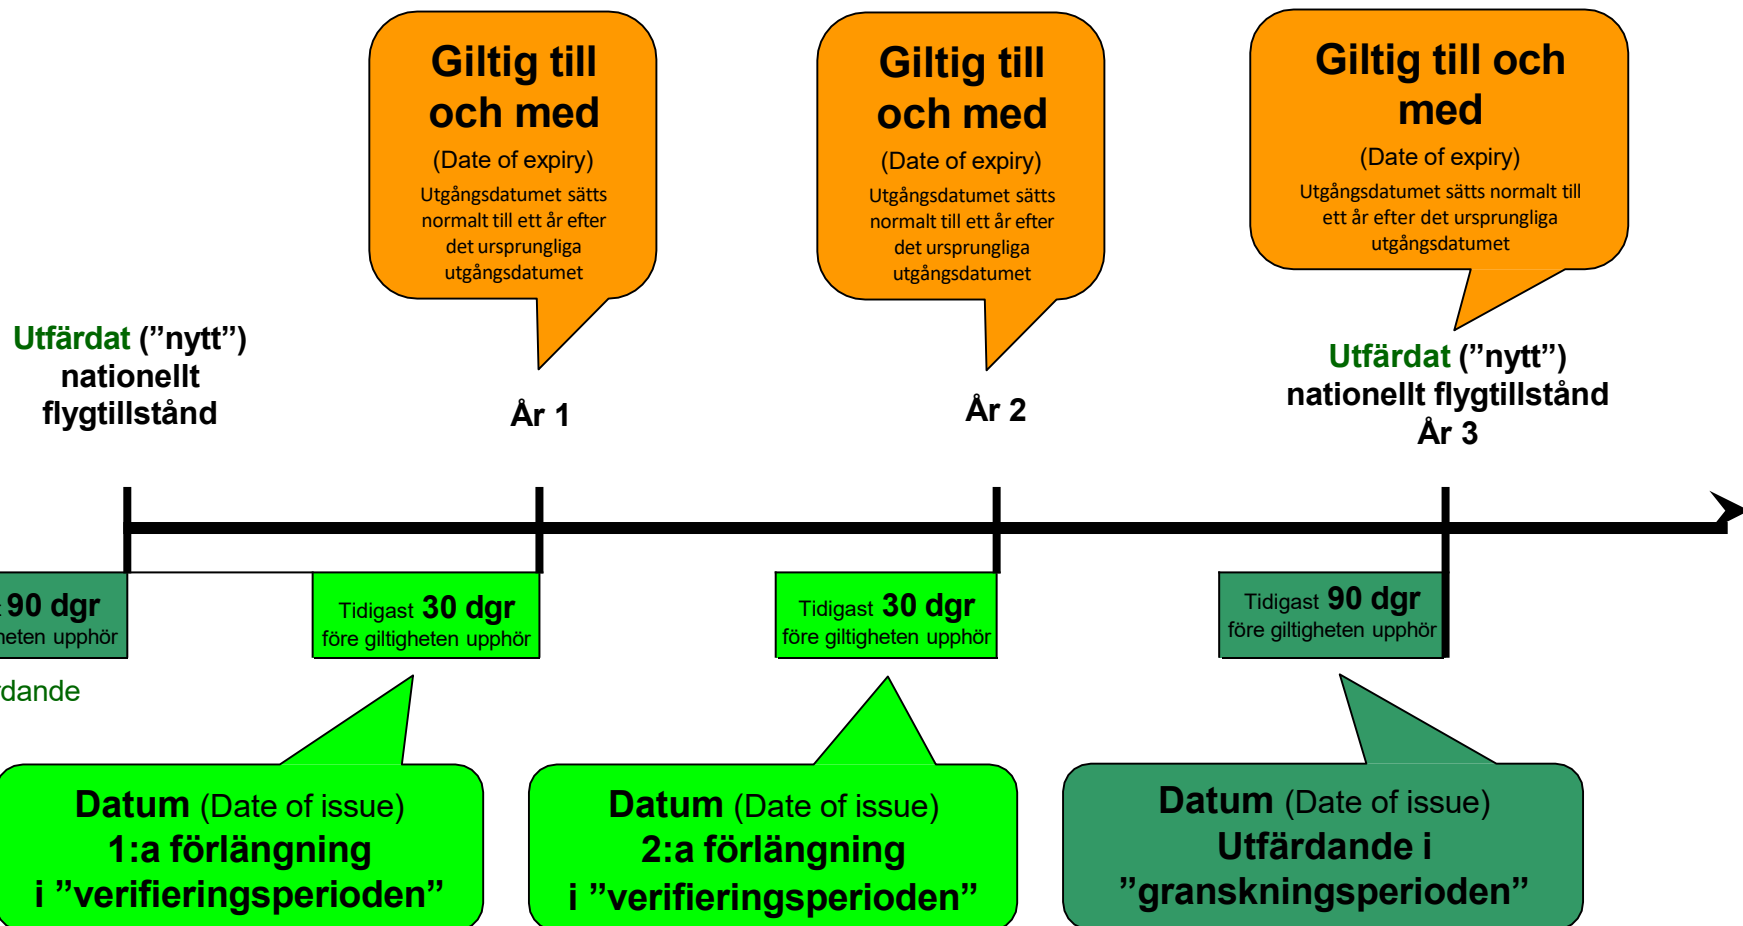 Giltig till
och med
(Date of expiry)
Utgångsdatumet sätts
normalt till ett år efter
det ursprungliga
utgångsdatumet
Giltig till
och med
(Date of expiry)
Utgångsdatumet sätts
normalt till ett år efter
det ursprungliga
utgångsdatumet
Giltig till och
med
(Date of expiry)
Utgångsdatumet sätts normalt till
ett år efter det ursprungliga
utgångsdatumet
Utfärdat (”nytt”)
nationellt
flygtillstånd
År 1
År 2
Utfärdat (”nytt”)
nationellt flygtillstånd
År 3
90 dgr
upphör
Tidigast 30 dgr
före giltigheten upphör
Tidigast 30 dgr
före giltigheten upphör
Tidigast 90 dgr
före giltigheten upphör
Datum (Date of issue)
1:a förlängning
i ”verifieringsperioden”
Datum (Date of issue)
2:a förlängning
i ”verifieringsperioden”
Datum (Date of issue)
Utfärdande i
”granskningsperioden”